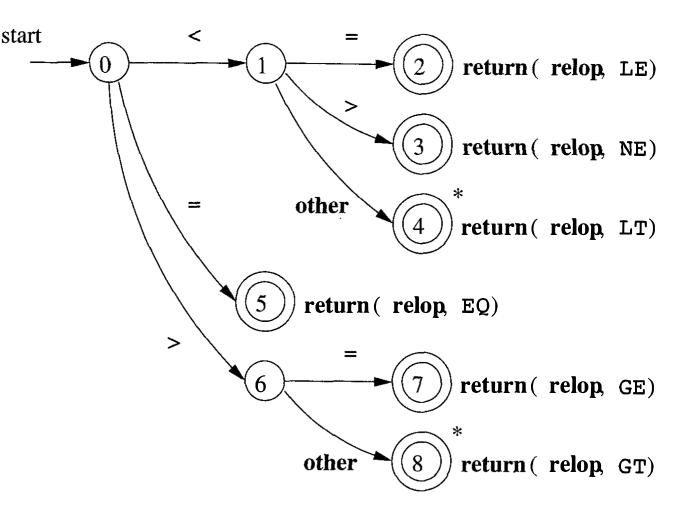 start
< =
0 1 2 return( relop, LE)
>
3 return( relop, NE)
*
= other 4 return( relop, LT)
5 return( relop, EQ)
> =
6 7 return( relop, GE)
*
other 8 return( relop, GT)